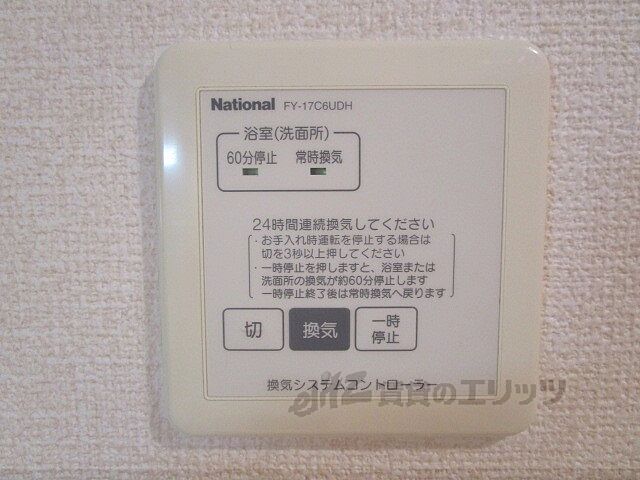 National FY-17C6UDH
浴室(洗面所)
60分停止 常時換気
24時間連続換気してください
・お手入れ時運転を停止する場合は
切を3秒以上押してください
・一時停止を押しますと、浴室または
洗面所の換気が約60分停止します
一時停止終了後は常時換気へ戻ります
切 換気 一時
停止
換気システムコントローラー
elitz 賃貸のエリッツ